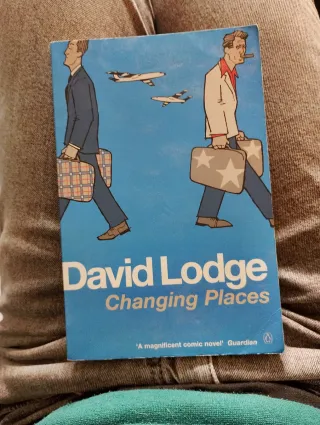 David Lodge
Changing Places
'A magnificent comic novel' Guardian